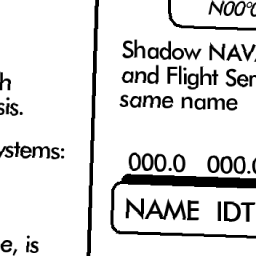 N00°
Shadow NAVA
and Flight Ser
same name
h
sis.
ystems:
000.0 000.0
NAME IDT
e, is